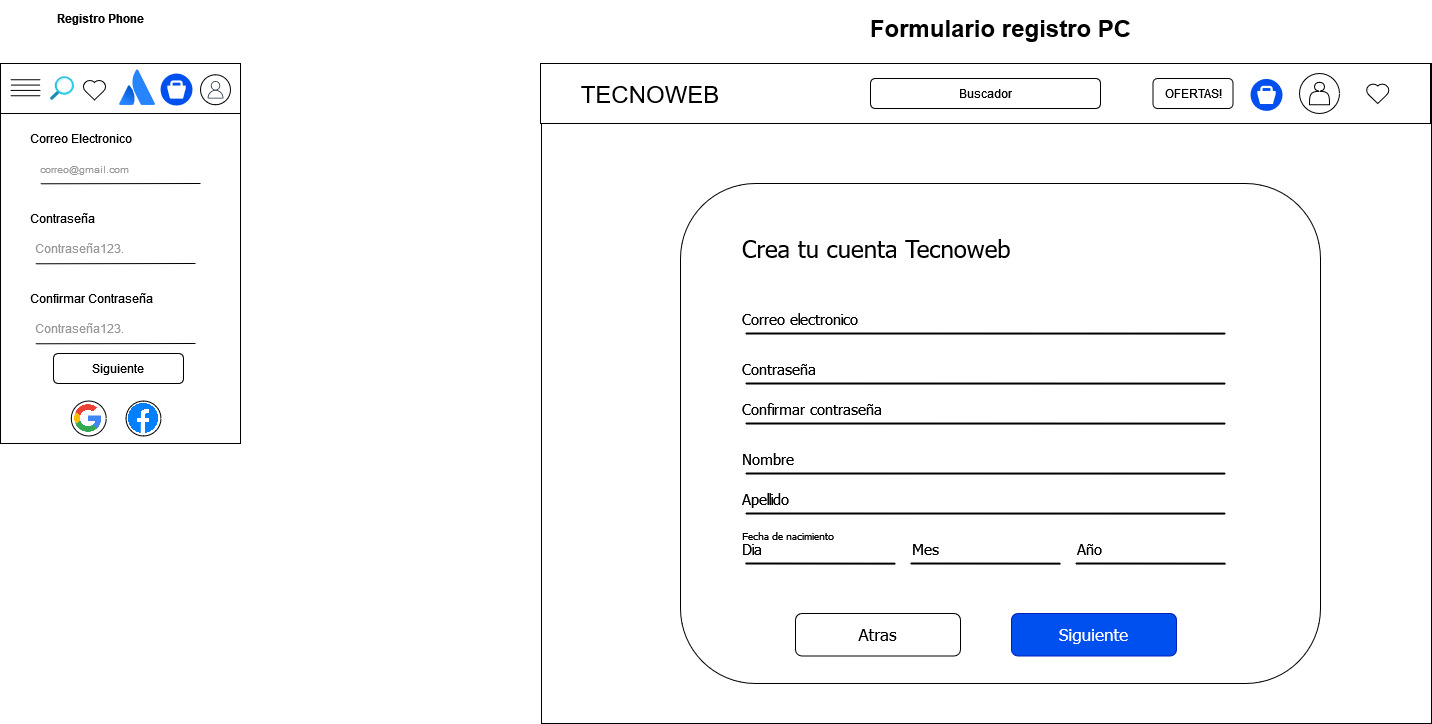 Registro Phone
Correo Electronico
correo@gmail.com
Contraseña
Contraseña123.
Confirmar Contraseña
Contraseña123.
Siguiente
Formulario registro PC
TECNOWEB
Buscador
OFERTAS!
Crea tu cuenta Tecnoweb
Correo electronico
Contraseña
Confirmar contraseña
Nombre
Apellido
Fecha de nacimiento
Dia Mes Año
Atras Siguiente